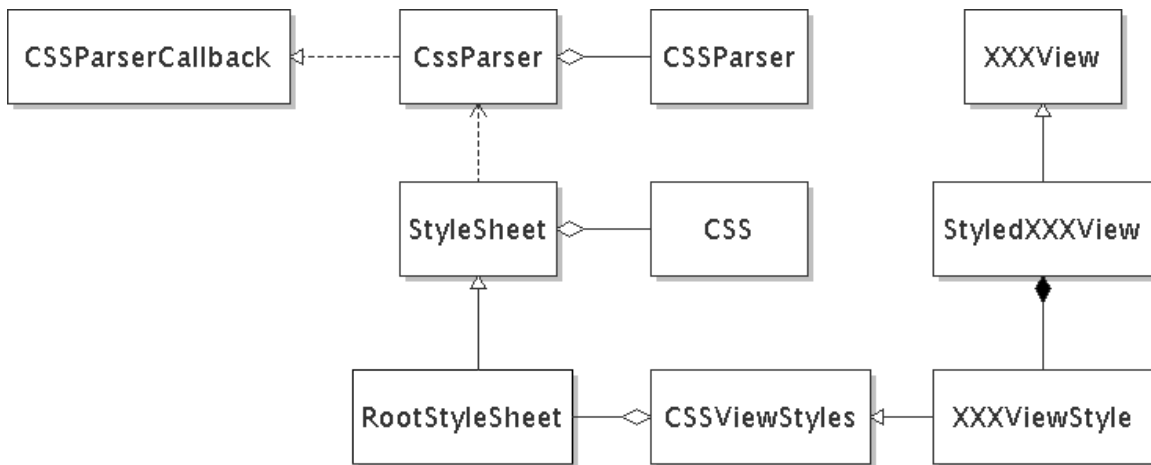 CSSParserCallback
CssParser
CSSParser
XXXView
StyleSheet
CSS
StyledXXXView
RootStyleSheet
CSSViewStyles
XXXViewStyle